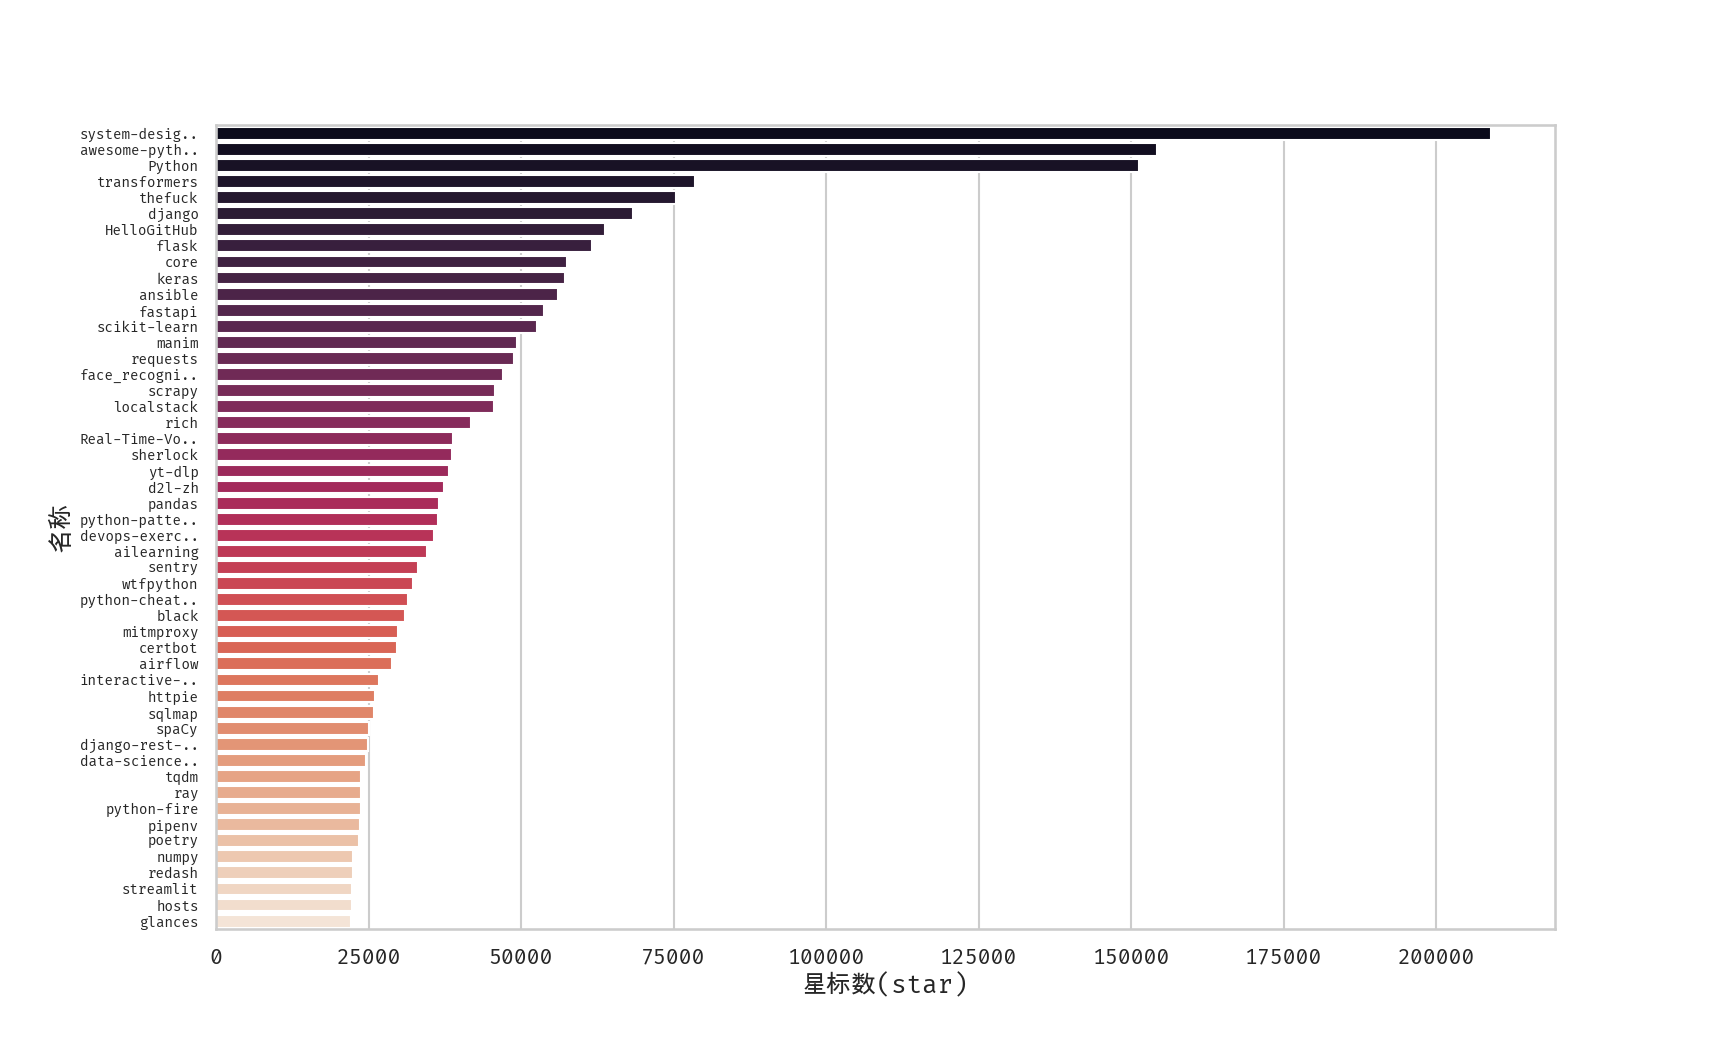 system-desig..
awesome-pyth..
Python
transformers
thefuck
django
HelloGitHub
flask
core
keras
ansible
fastapi
scikit-learn
manim
requests
face_recogni..
scrapy
localstack
rich
Real-Time-Vo..
sherlock
yt-dlp
d2l-zh
pandas
python-patte..
devops-exerc..
ailearning
sentry
wtfpython
python-cheat..
black
mitmproxy
certbot
airflow
interactive-..
httpie
sqlmap
spaCy
django-rest-..
data-science..
tqdm
ray
python-fire
pipenv
poetry
numpy
redash
streamlit
hosts
glances
名称
0 25000 50000 75000 100000 125000 150000 175000 200000
星标数(star)